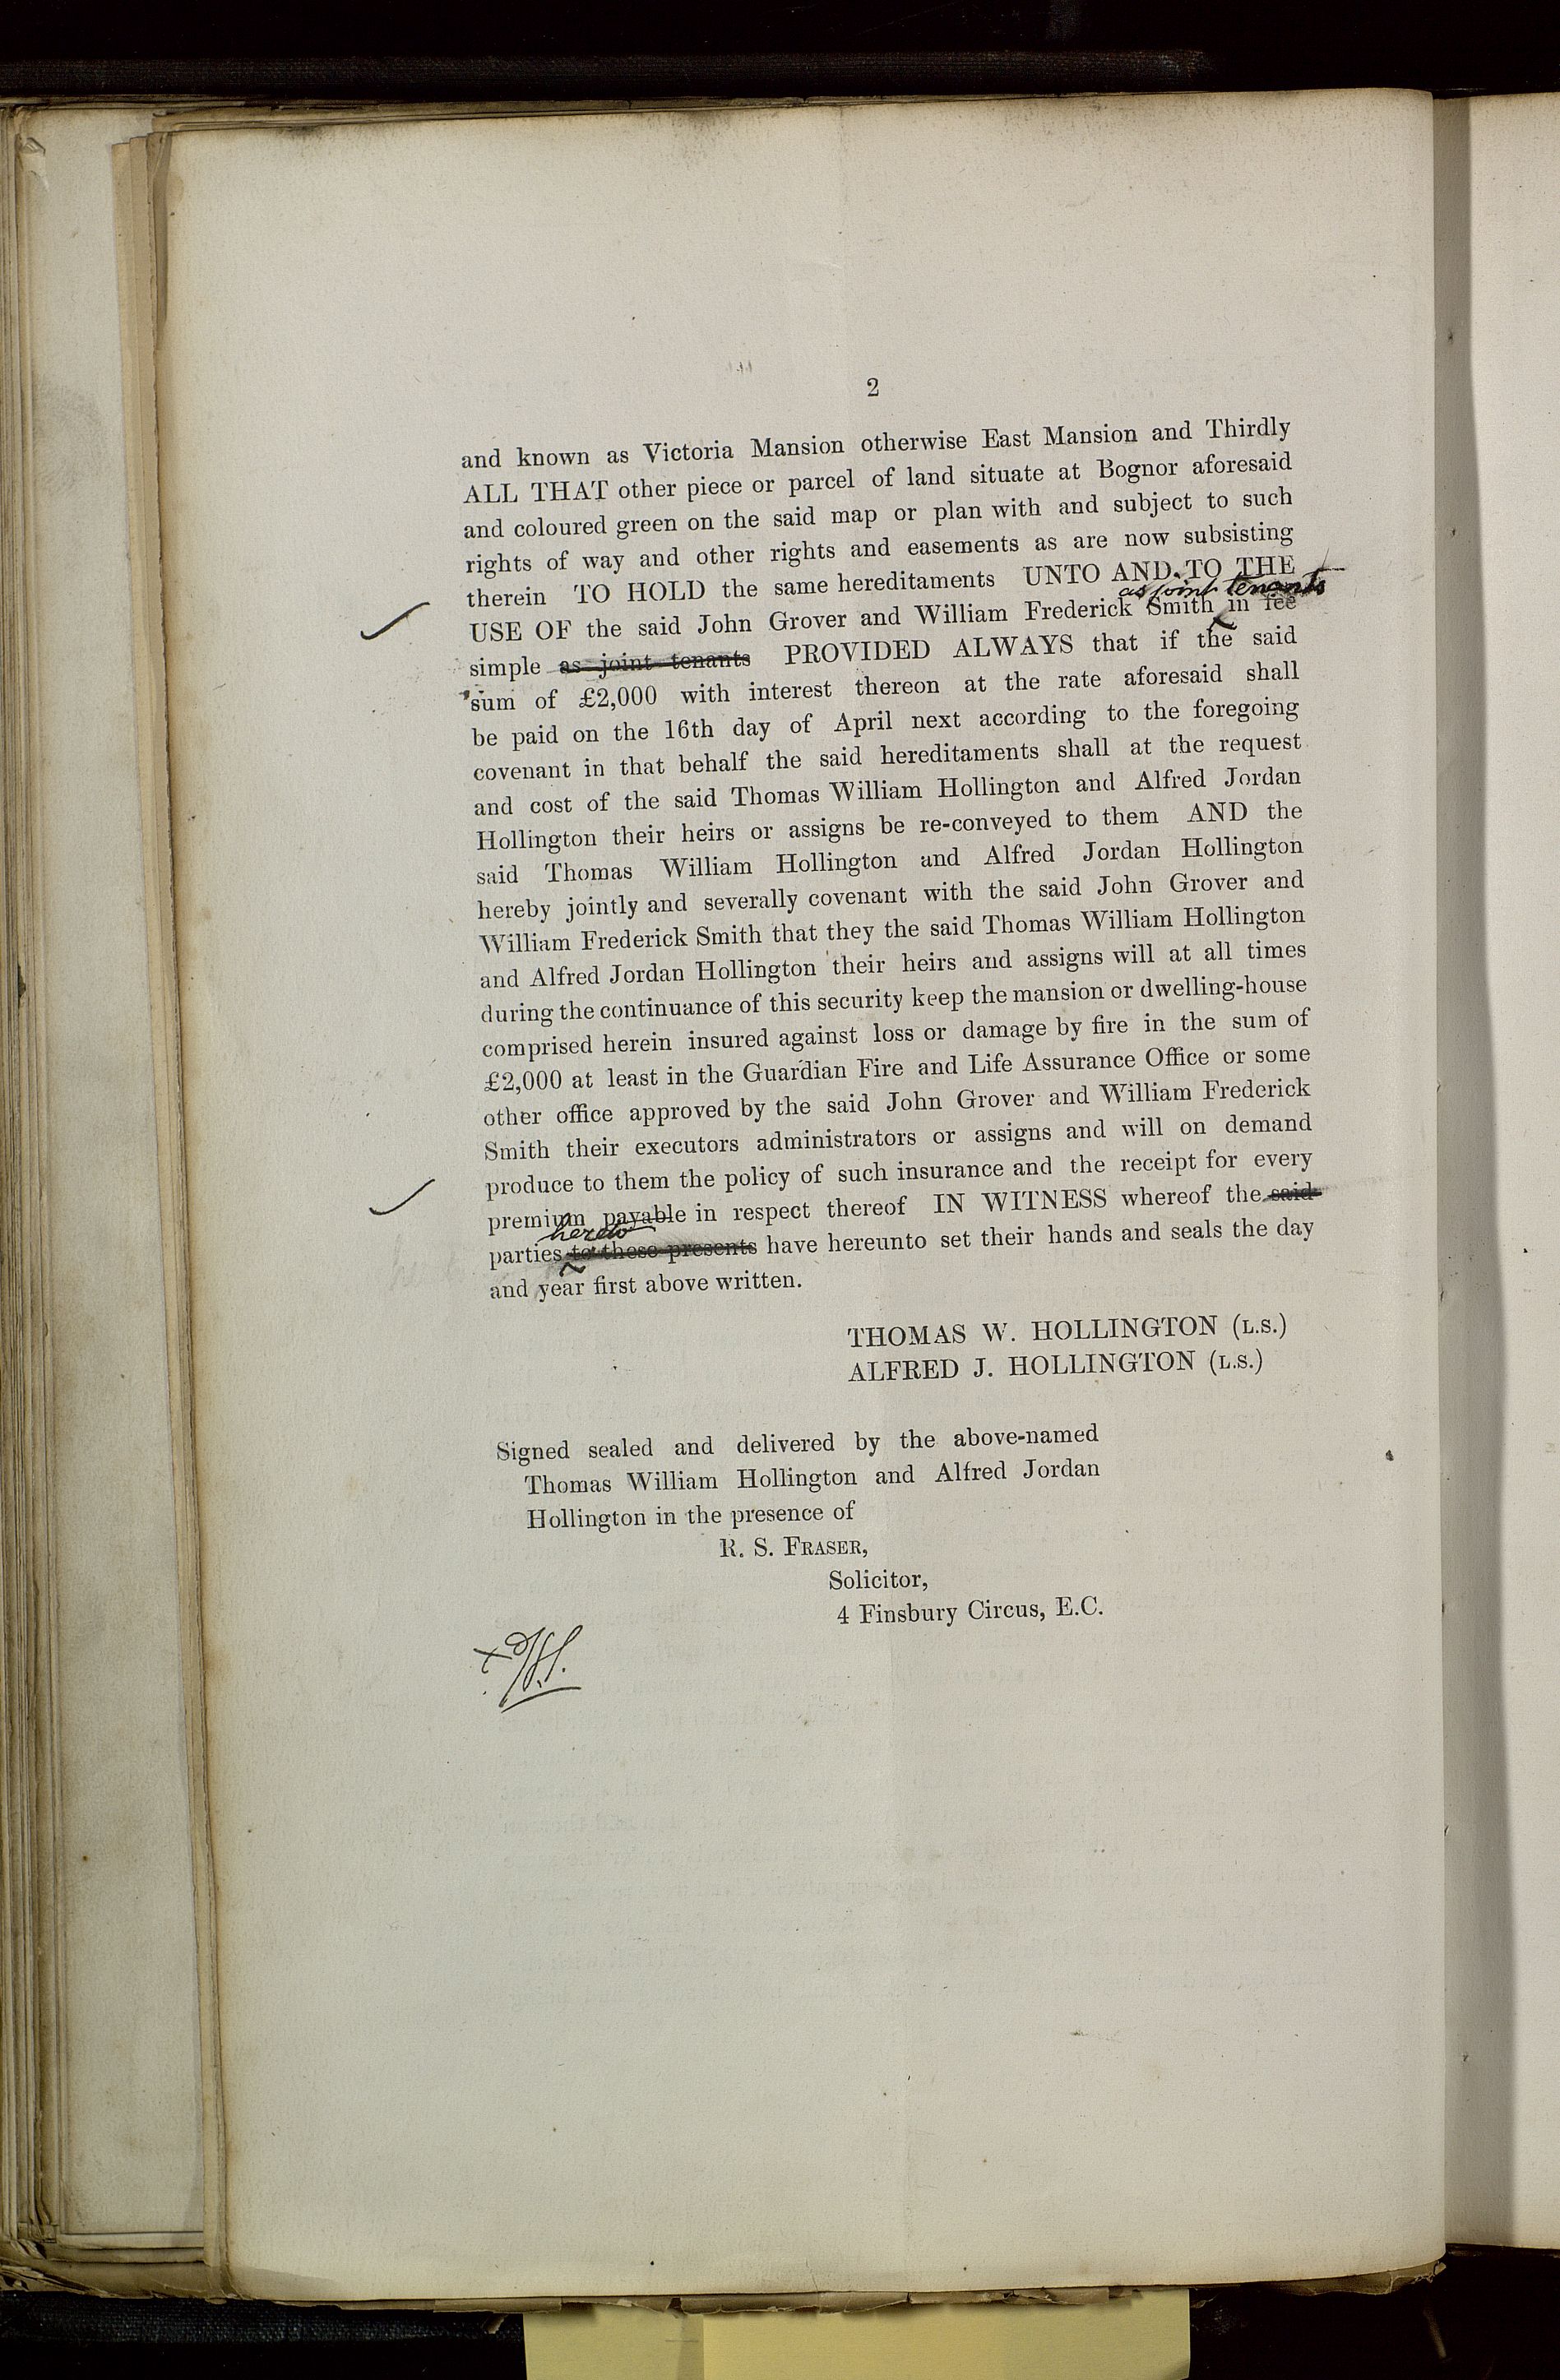 2
and known as Victoria Mansion otherwise East Mansion and Thirdly
ALL THAT other piece or parcel of land situate at Bognor aforesaid
and coloured green on the said map or plan with and subject to such
rights of way and other rights and easements as are now subsisting
therein TO HOLD the same hereditaments UNTO AND TO THE
as joint tenants
USE OF the said John Grover and William Frederick Smith in fee
simple as joint tenants PROVIDED ALWAYS that if the said
sum of £2,000 with interest thereon at the rate aforesaid shall
be paid on the 16th day of April next according to the foregoing
covenant in that behalf the said hereditaments shall at the request
and cost of the said Thomas William Hollington and Alfred Jordan
Hollington their heirs or assigns be re-conveyed to them AND the
said Thomas William Hollington and Alfred Jordan Hollington
hereby jointly and severally covenant with the said John Grover and
William Frederick Smith that they the said Thomas William Hollington
and Alfred Jordan Hollington their heirs and assigns will at all times
during the continuance of this security keep the mansion or dwelling-house
comprised herein insured against loss or damage by fire in the sum of
£2,000 at least in the Guardian Fire and Life Assurance Office or some
other office approved by the said John Grover and William Frederick
Smith their executors administrators or assigns and will on demand
produce to them the policy of such insurance and the receipt for every
premium payable in respect thereof IN WITNESS whereof the said
hereto
parties to these presents have hereunto set their hands and seals the day
and year first above written.
THOMAS W. HOLLINGTON (L.S.)
ALFRED J. HOLLINGTON (L.S.)
Signed sealed and delivered by the above-named
Thomas William Hollington and Alfred Jordan
Hollington in the presence of
R. S. FRASER,
Solicitor,
4 Finsbury Circus, E.C.